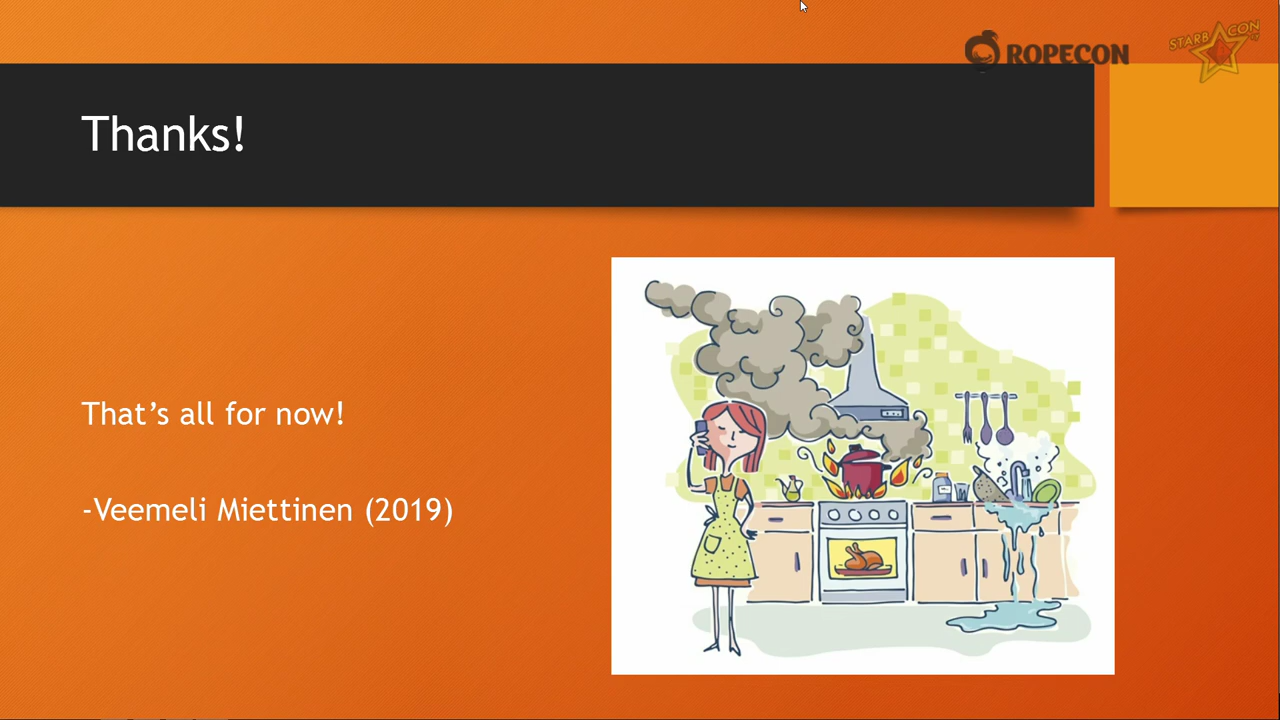 ROPECON
STARBACON
Thanks!
That's all for now!
-Veemeli Miettinen (2019)